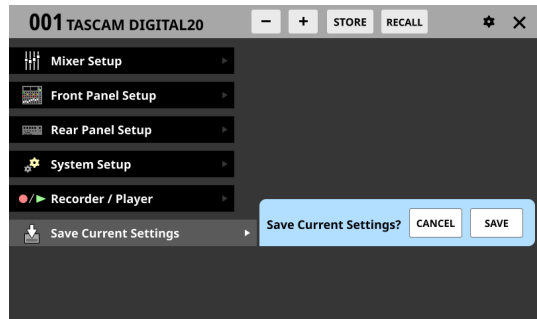 001 TASCAM DIGITAL20 − + STORE RECALL
Mixer Setup
Front Panel Setup
Rear Panel Setup
System Setup
Recorder / Player
Save Current Settings
Save Current Settings? CANCEL SAVE